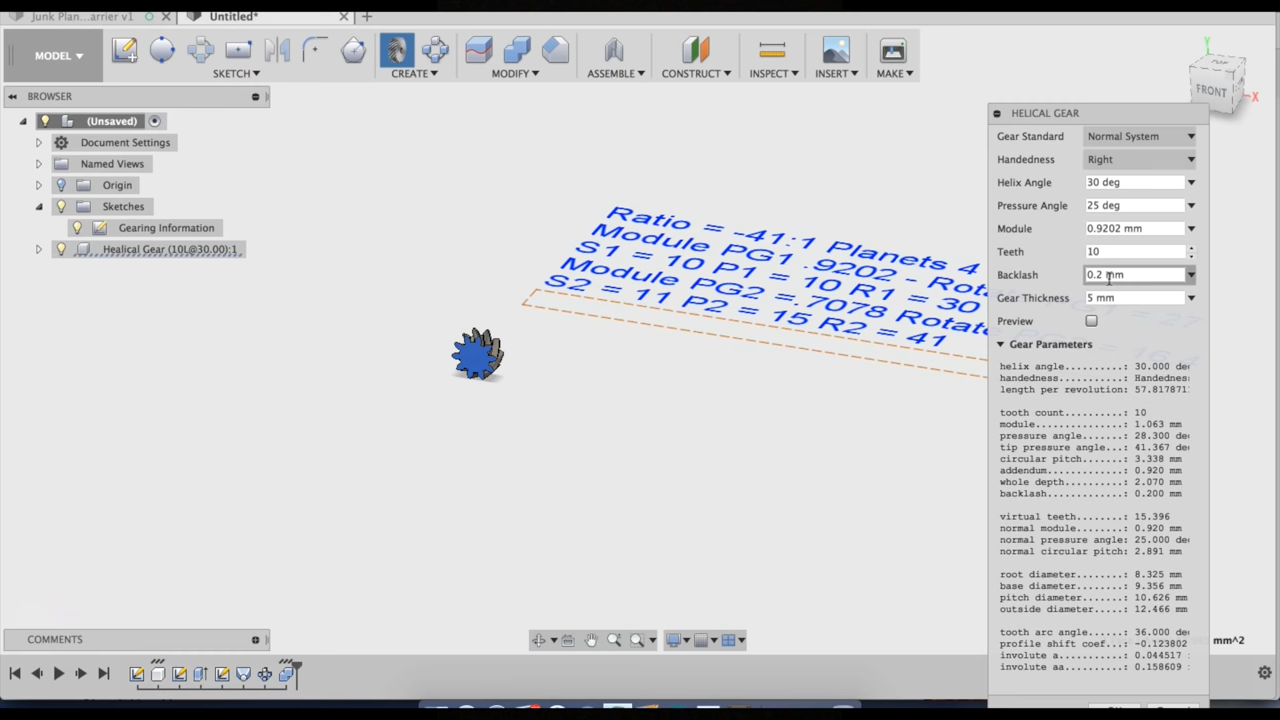 Junk Plan...arrier v1
Untitled*
MODEL
SKETCH
CREATE
MODIFY
ASSEMBLE
CONSTRUCT
INSPECT
INSERT
MAKE
BROWSER
(Unsaved)
Document Settings
Named Views
Origin
Sketches
Gearing Information
Healical Gear (10L@30.00):1
TOP
FRONT
Y
X
Ratio = -41:1 Planets 4
Module PG1 .9202 - Rot
S1 = 10 P1 = 10 R1 = 30
Module PG2 =.7078 Rotate
S2 = 11 P2 = 15 R2 = 41
HELICAL GEAR
Gear Standard Normal System
Handedness Right
Helix Angle 30 deg
Pressure Angle 25 deg
Module 0.9202 mm
Teeth 10
Backlash 0.2 mm
Gear Thickness 5 mm
Preview
Gear Parameters
helix angle..........: 30.000
handedness..........: Handedness
length per revolution: 57.817871
tooth count..........: 10
module...............: 1.063 mm
pressure angle.......: 28.300
tip pressure angle...: 41.367
circular pitch.......: 3.338 mm
addendum.............: 0.920 mm
whole depth..........: 2.070 mm
backlash.............: 0.200 mm
virtual teeth........: 15.396
normal module........: 0.920 mm
normal pressure angle: 25.000
normal circular pitch: 2.891 mm
root diameter........: 8.325 mm
base diameter........: 9.356 mm
pitch diameter.......: 10.626 mm
outside diameter.....: 12.466 mm
tooth arc angle......: 36.000
profile shift coef...: -0.123802
involute a...........: 0.044517
involute aa..........: 0.158609
mm^2
COMMENTS